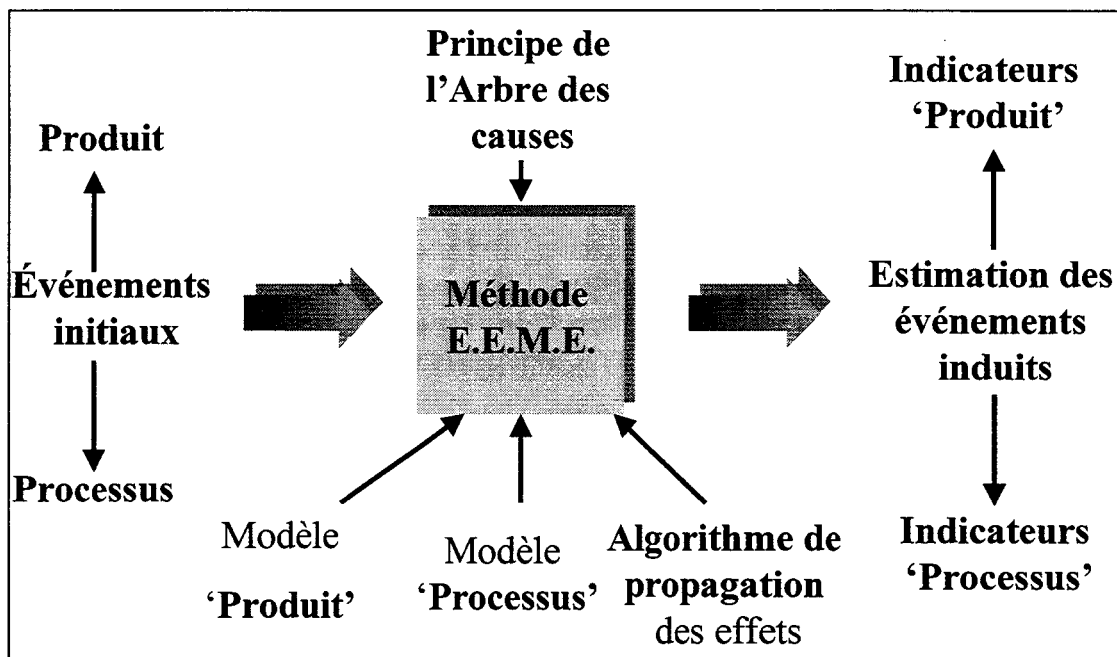 Produit
Événements
initiaux
Processus
Principe de
l'Arbre des
causes
Méthode
E.E.M.E.
Modèle
‘Produit’
Modèle
‘Processus’
Algorithme de
propagation
des effets
Indicateurs
‘Produit’
Estimation des
événements
induits
Indicateurs
‘Processus’